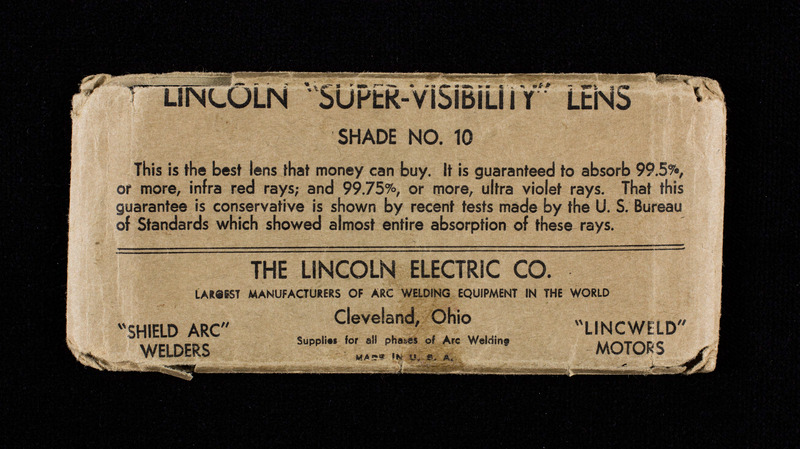 LINCOLN "SUPER-VISIBILITY" LENS
SHADE NO. 10
This is the best lens that money can buy. It is guaranteed to absorb 99.5%,
or more, infra red rays; and 99.75%, or more, ultra violet rays. That this
guarantee is conservative is shown by recent tests made by the U. S. Bureau
of Standards which showed almost entire absorption of these rays.
THE LINCOLN ELECTRIC CO.
LARGEST MANUFACTURERS OF ARC WELDING EQUIPMENT IN THE WORLD
Cleveland, Ohio
"SHIELD ARC"
WELDERS
Supplies for all phases of Arc Welding
MADE IN U. S. A.
"LINCWELD"
MOTORS